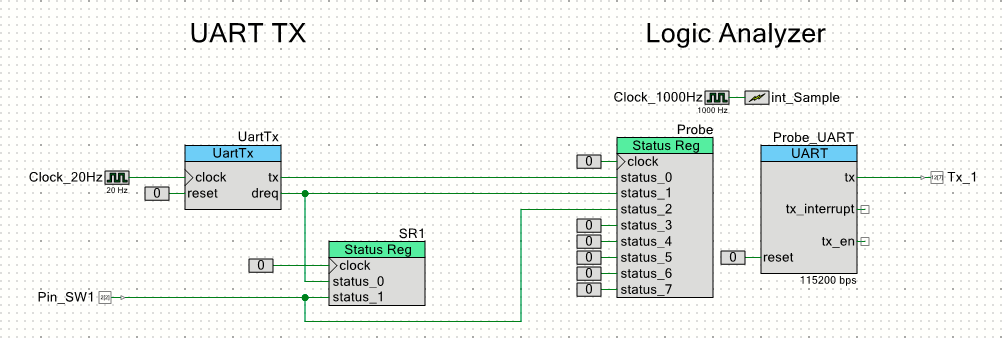 UART TX
Logic Analyzer
Clock_1000Hz
1000 Hz
int_Sample
UartTx
UartTx
Clock_20Hz
20 Hz
clock
tx
0
reset
dreq
SR1
Status Reg
0
clock
status_0
Pin_SW1
status_1
Probe
Status Reg
0
clock
status_0
status_1
status_2
0
status_3
0
status_4
0
status_5
0
status_6
0
status_7
Probe_UART
UART
tx
Tx_1
tx_interrupt
tx_en
0
reset
115200 bps